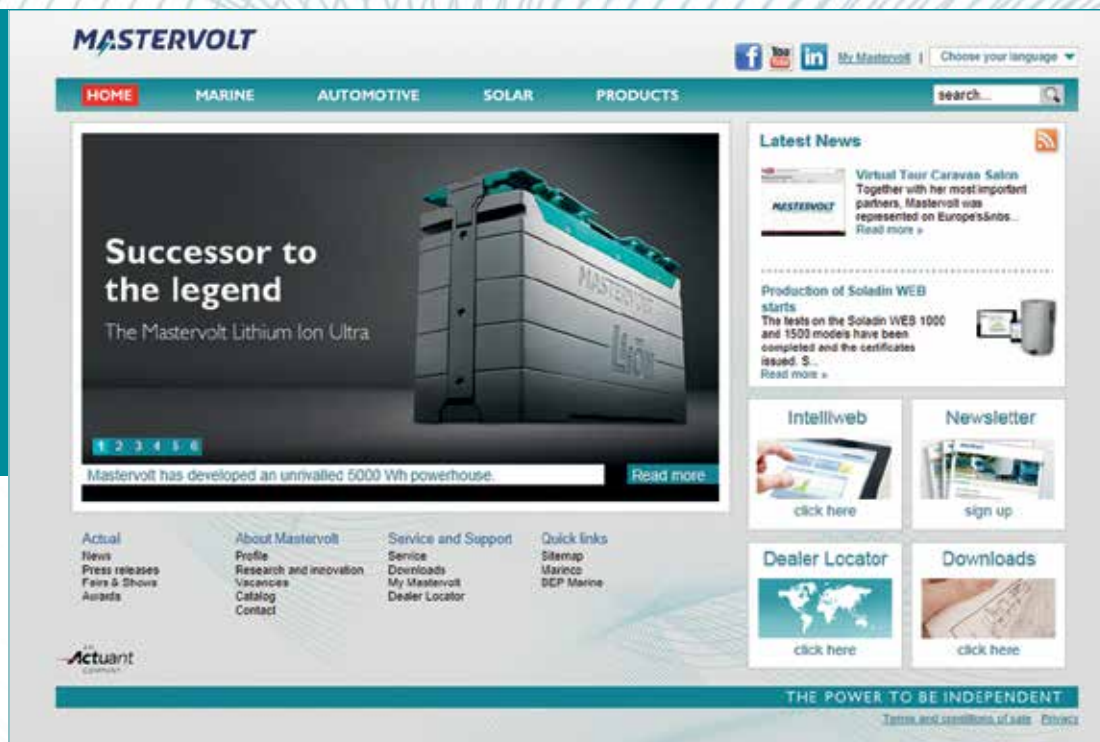 MASTERVOLT
My Mastervolt | Choose your language
HOME MARINE AUTOMOTIVE SOLAR PRODUCTS
search...
Successor to
the legend
The Mastervolt Lithium Ion Ultra
MASTERVOLT
1 2 3 4 5 6
Mastervolt has developed an unrivalled 5000 Wh powerhouse.
Read more
Latest News
MASTERVOLT
Virtual Tour Caravan Salon
Together with her most important
partners, Mastervolt was
represented on Europe's&nbs...
Read more »
Production of Soladin WEB
starts
The tests on the Soladin WEB 1000
and 1500 models have been
completed and the certificates
issued. S...
Read more »
Intelliweb
click here
Newsletter
sign up
Dealer Locator
click here
Downloads
click here
Actual
News
Press releases
Fairs & Shows
Awards
About Mastervolt
Profile
Research and innovation
Vacancies
Catalog
Contact
Service and Support
Service
Downloads
My Mastervolt
Dealer Locator
Quick links
Sitemap
Marinco
BEP Marine
Actuant
THE POWER TO BE INDEPENDENT
Terms and conditions of sale Privacy